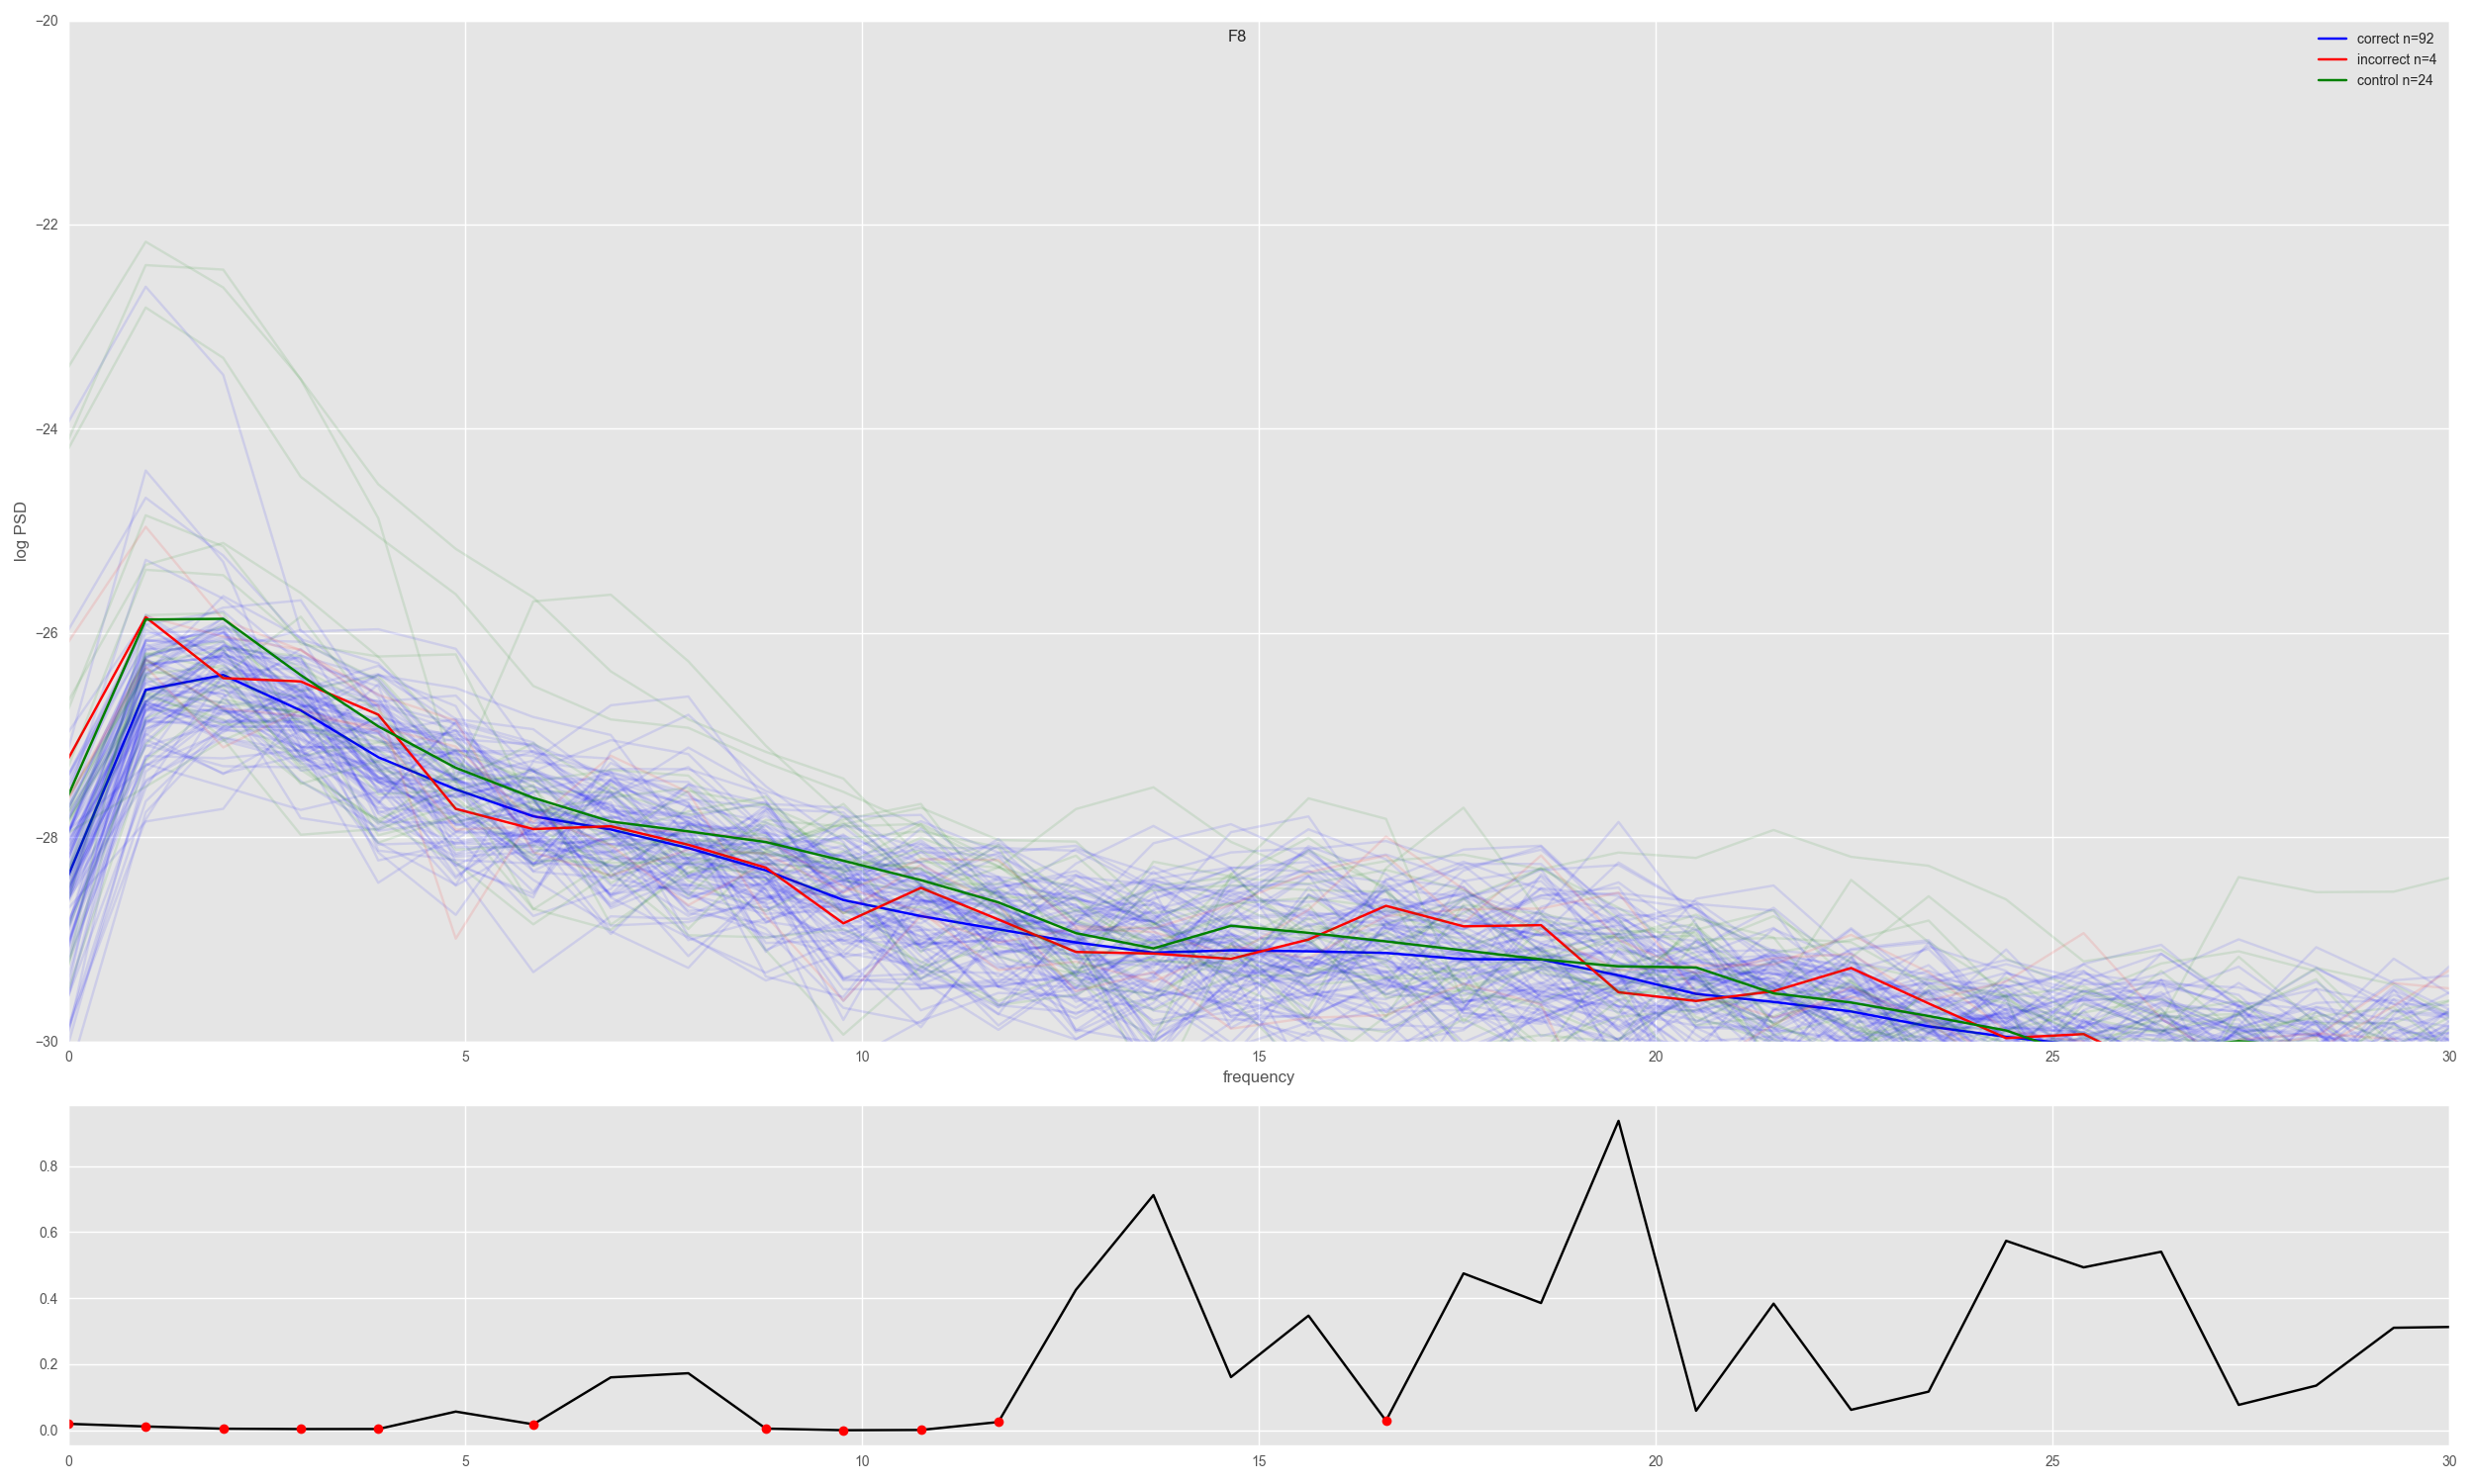 F8
correct n=92
incorrect n=4
control n=24
−20
−22
−24
−26
−28
−30
log PSD
0 5 10 15 20 25 30
frequency
0.8
0.6
0.4
0.2
0.0
0 5 10 15 20 25 30